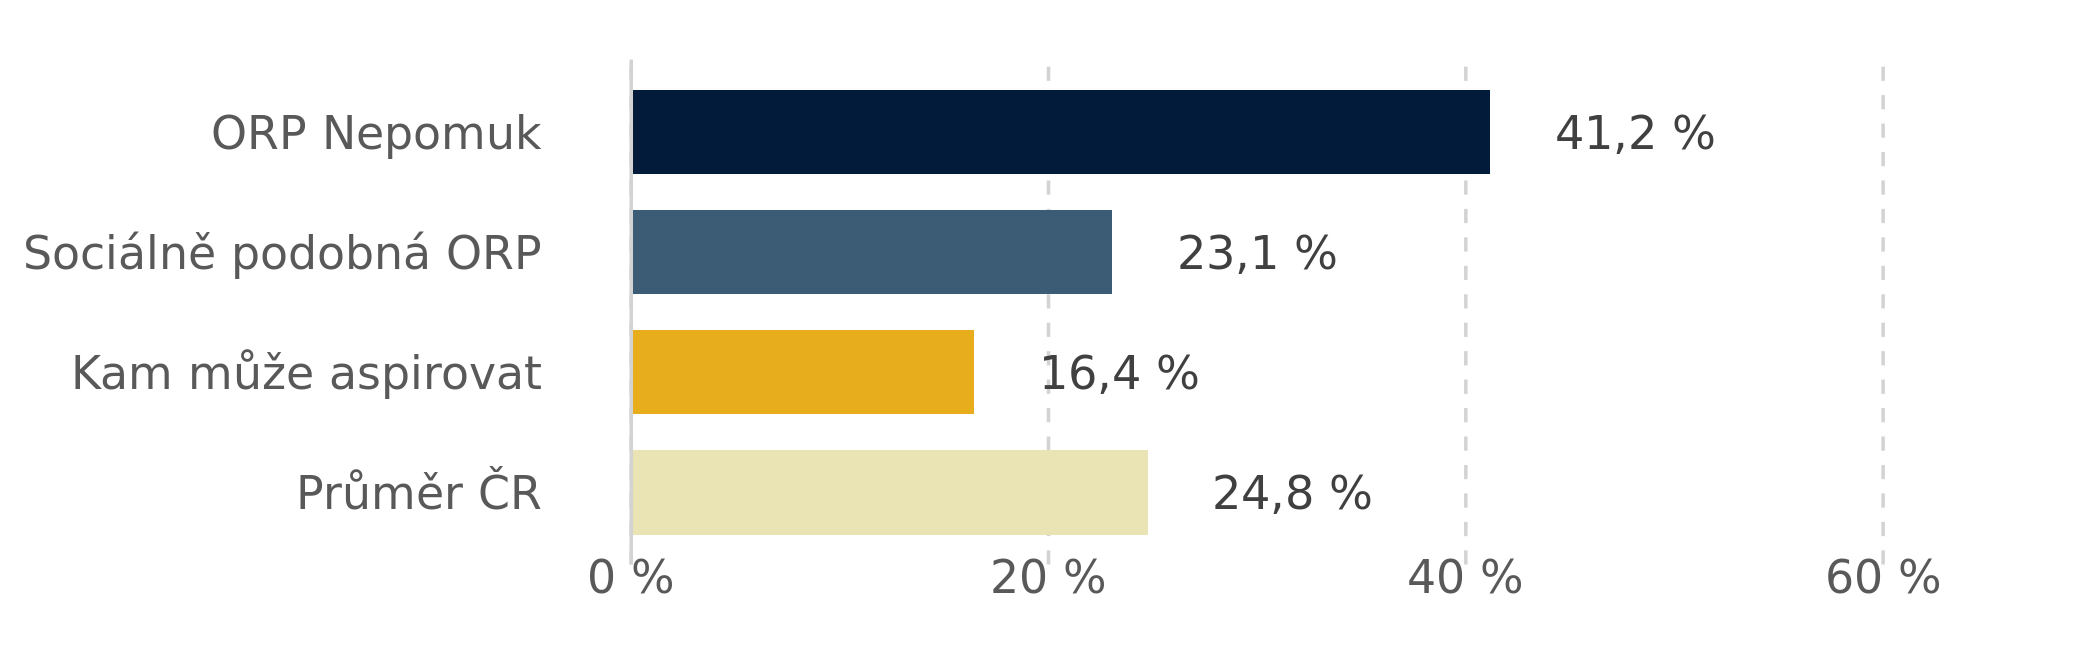 ORP Nepomuk 41,2 %
Sociálně podobná ORP 23,1 %
Kam může aspirovat 16,4 %
Průměr ČR 24,8 %
0 % 20 % 40 % 60 %